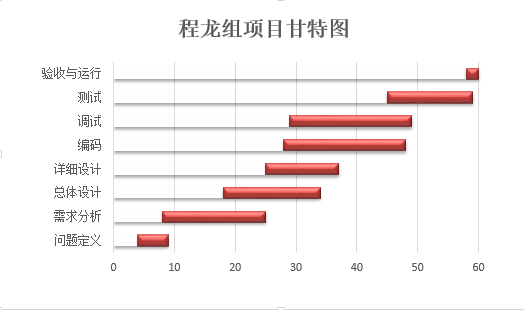 程龙组项目甘特图
验收与运行
测试
调试
编码
详细设计
总体设计
需求分析
问题定义
0 10 20 30 40 50 60